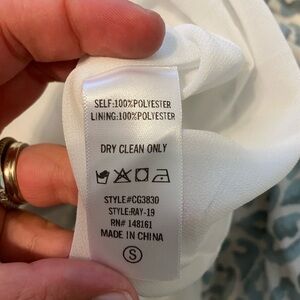 SELF:100%POLYESTER
LINING:100%POLYESTER
DRY CLEAN ONLY
STYLE#CG3830
STYLE:RAY-19
RN# 148161
MADE IN CHINA
S